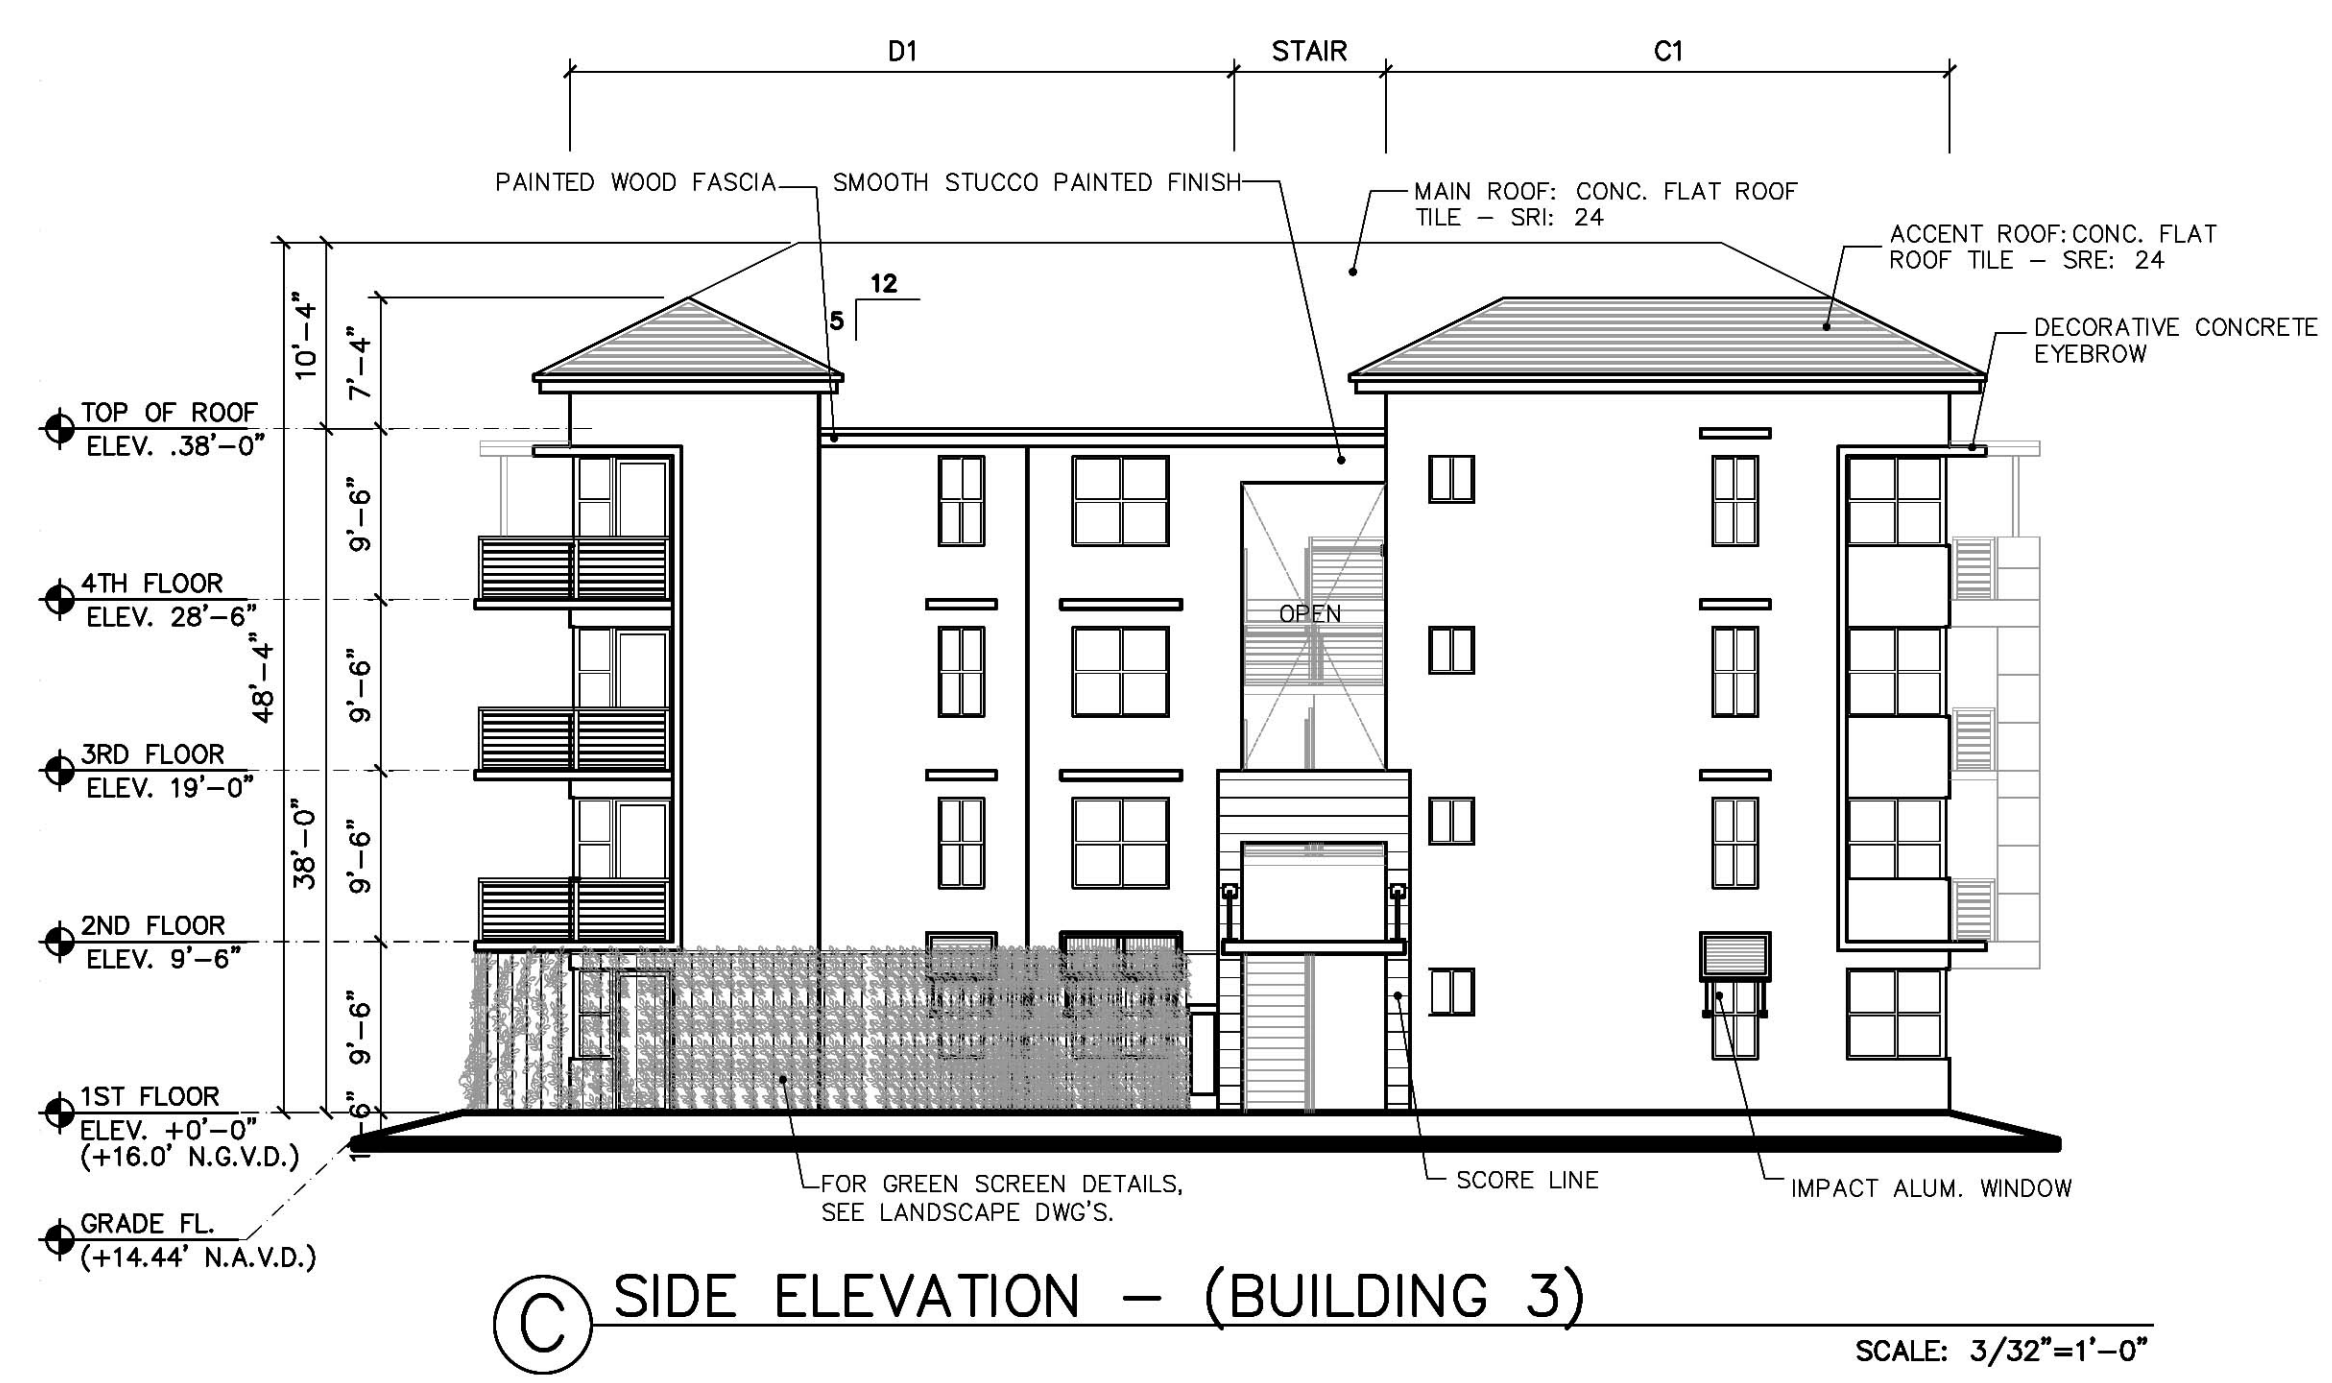 D1 STAIR C1
PAINTED WOOD FASCIA
SMOOTH STUCCO PAINTED FINISH
MAIN ROOF: CONC. FLAT ROOF
TILE – SRI: 24
ACCENT ROOF: CONC. FLAT
ROOF TILE – SRE: 24
DECORATIVE CONCRETE
EYEBROW
12
5
10'–4"
7'–4"
TOP OF ROOF
ELEV. .38'–0"
9'–6"
4TH FLOOR
ELEV. 28'–6"
OPEN
48'–4"
9'–6"
3RD FLOOR
ELEV. 19'–0"
38'–0"
9'–6"
2ND FLOOR
ELEV. 9'–6"
9'–6"
1ST FLOOR
ELEV. +0'–0"
(+16.0' N.G.V.D.)
1'–6"
GRADE FL.
(+14.44' N.A.V.D.)
FOR GREEN SCREEN DETAILS,
SEE LANDSCAPE DWG'S.
SCORE LINE
IMPACT ALUM. WINDOW
C
SIDE ELEVATION – (BUILDING 3)
SCALE: 3/32"=1'–0"